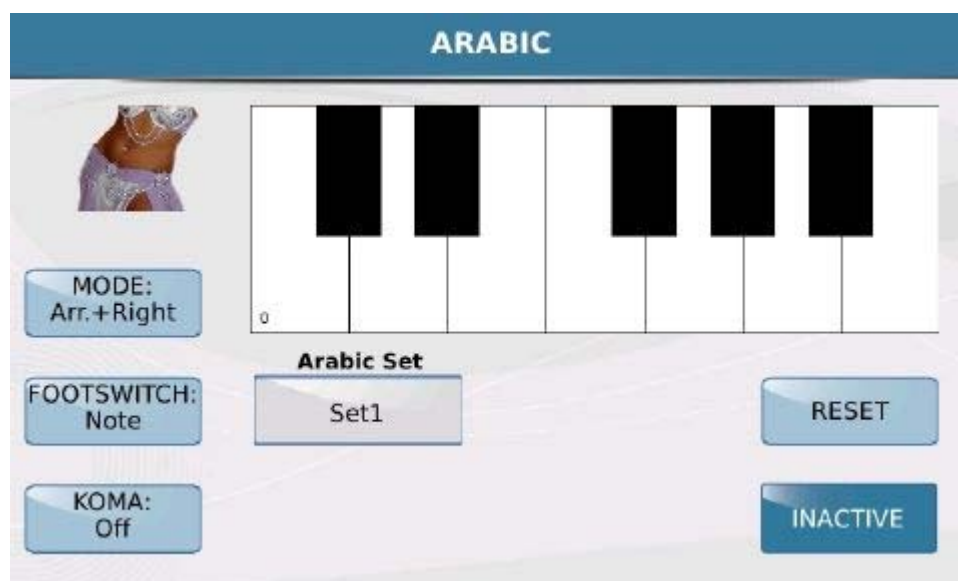 ARABIC
MODE:
Arr.+Right
0
Arabic Set
FOOTSWITCH:
Note
Set1
RESET
KOMA:
Off
INACTIVE